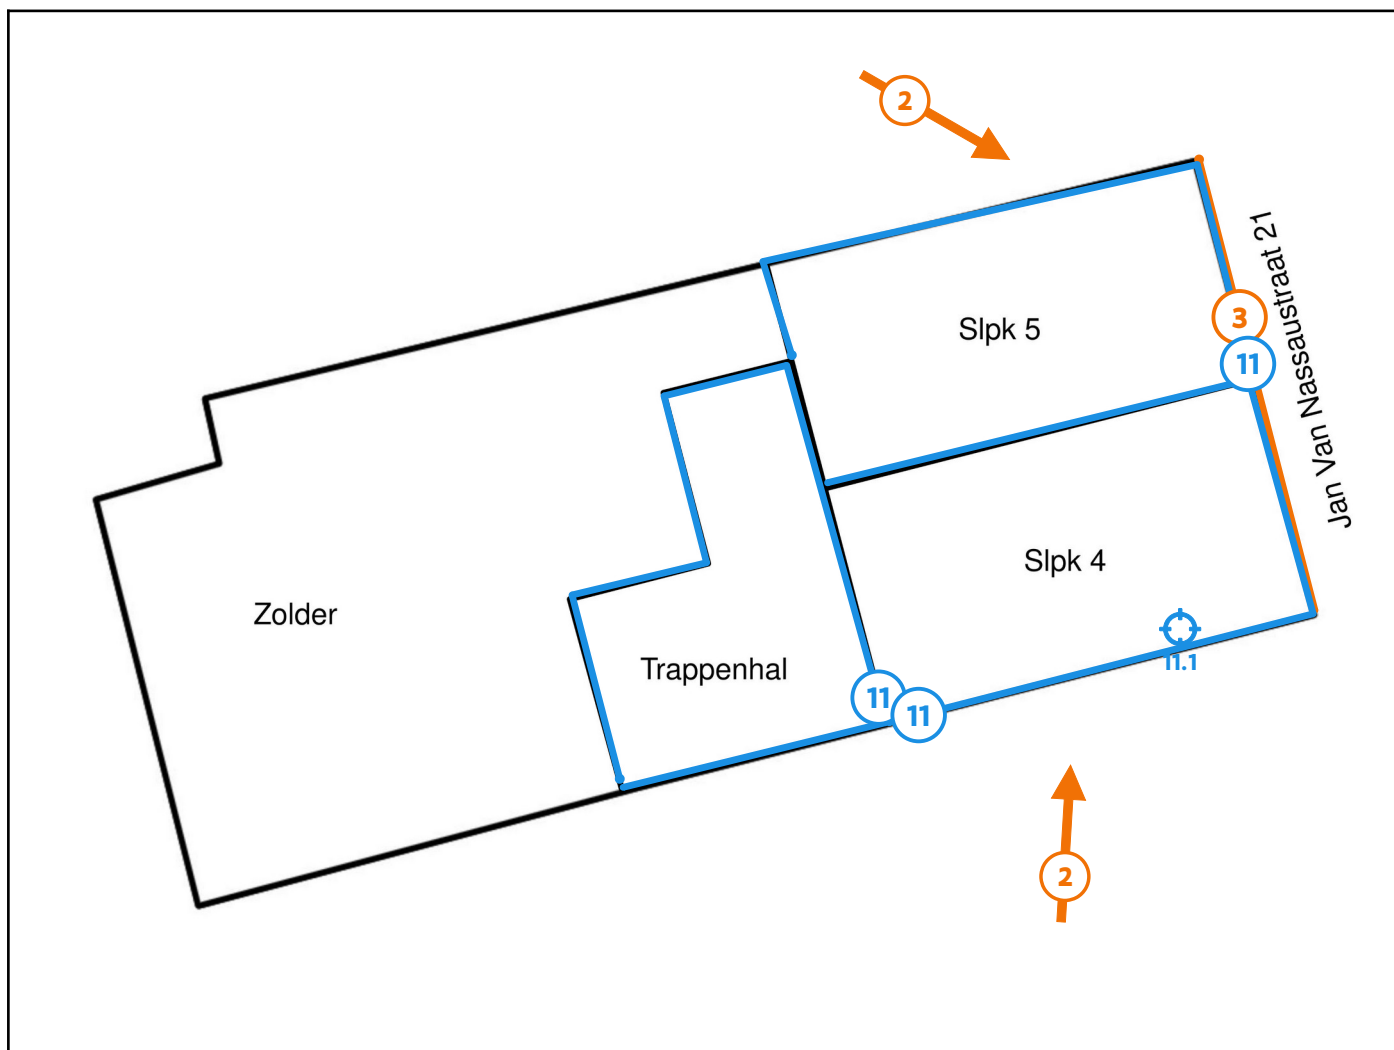 2
Slpk 5
3
11
Jan Van Nassaustraat 21
Slpk 4
Zolder
Trappenhal
11.1
11
11
2